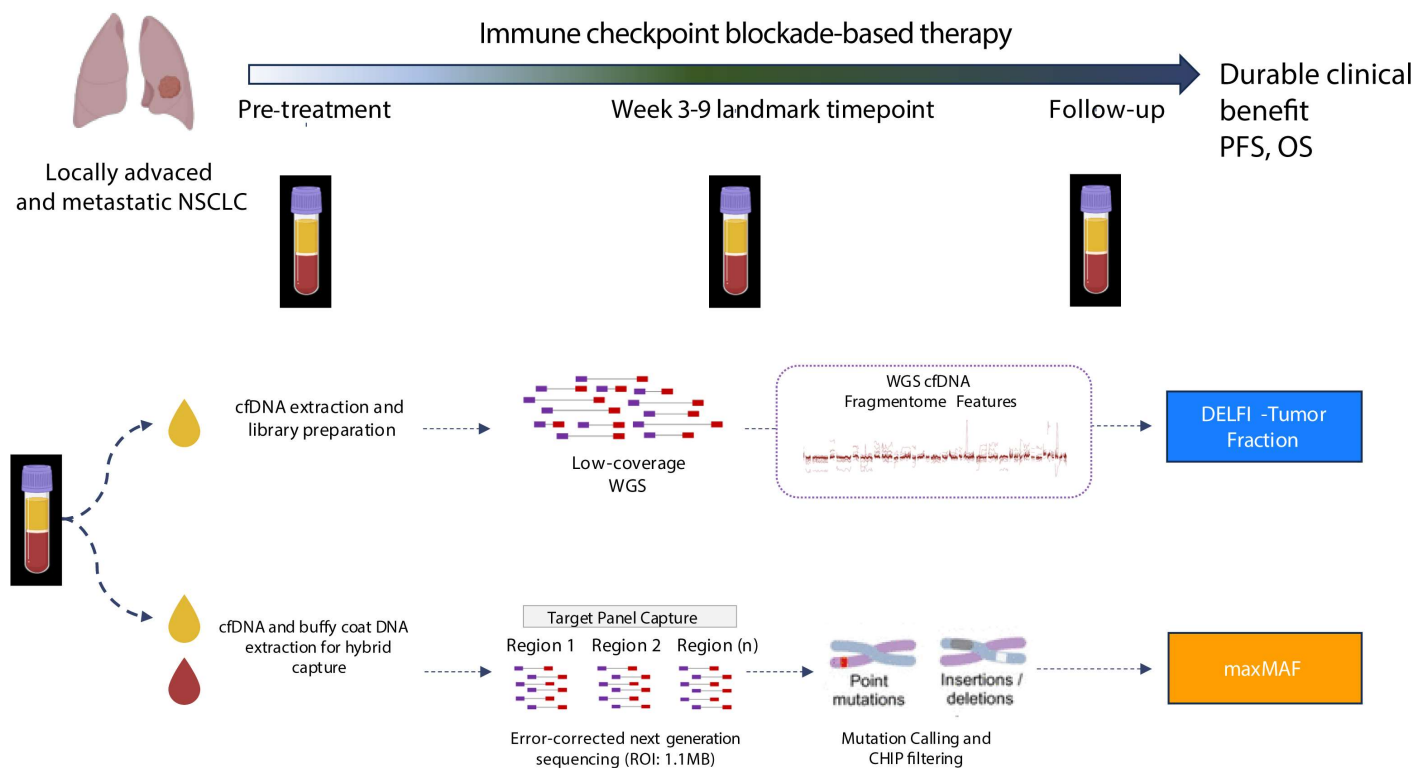 Immune checkpoint blockade-based therapy
Pre-treatment
Week 3-9 landmark timepoint
Follow-up
Durable clinical
benefit
PFS, OS
Locally advaced
and metastatic NSCLC
cfDNA extraction and
library preparation
Low-coverage
WGS
WGS cfDNA
Fragmentome Features
DELFI -Tumor
Fraction
cfDNA and buffy coat DNA
extraction for hybrid
capture
Target Panel Capture
Region 1
Region 2
Region (n)
Error-corrected next generation
sequencing (ROI: 1.1MB)
Point
mutations
Insertions /
deletions
Mutation Calling and
CHIP filtering
maxMAF